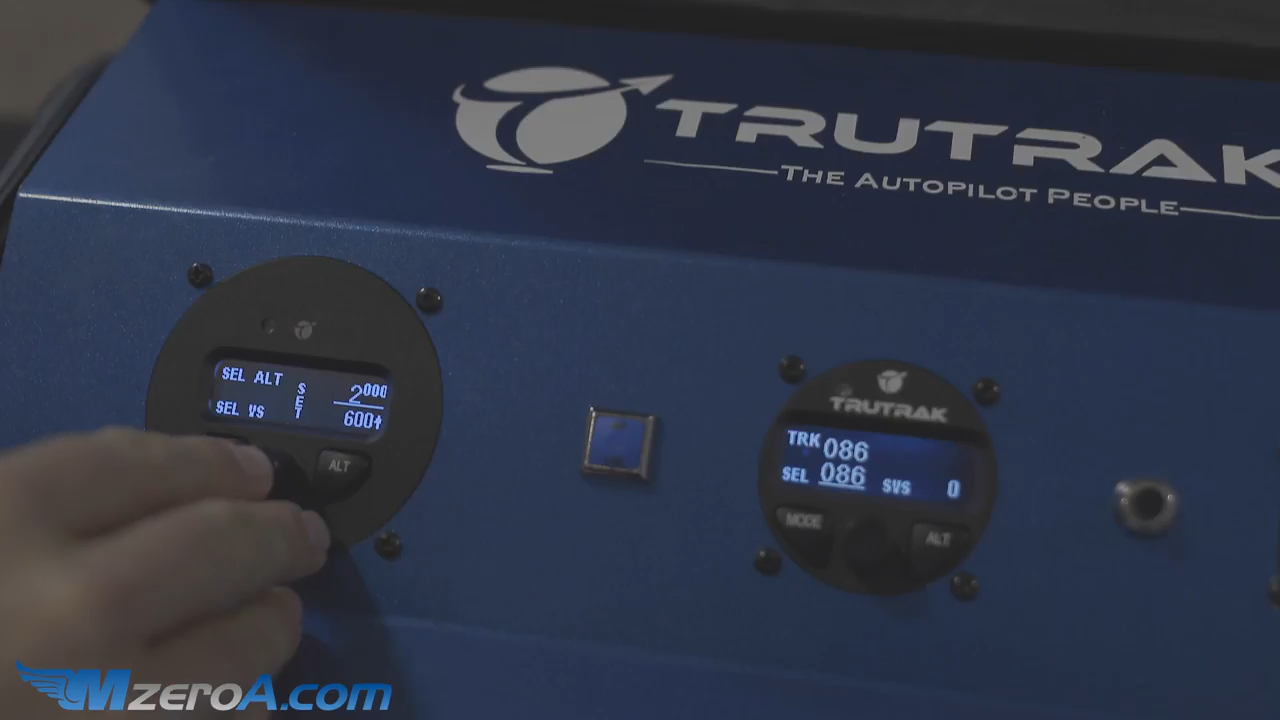 TRUTRAK
THE AUTOPILOT PEOPLE
SEL ALT SET 2000
SEL VS 600↑
ALT
TRUTRAK
TRK 086
SEL 086 SVS 0
MODE ALT
MzeroA.com